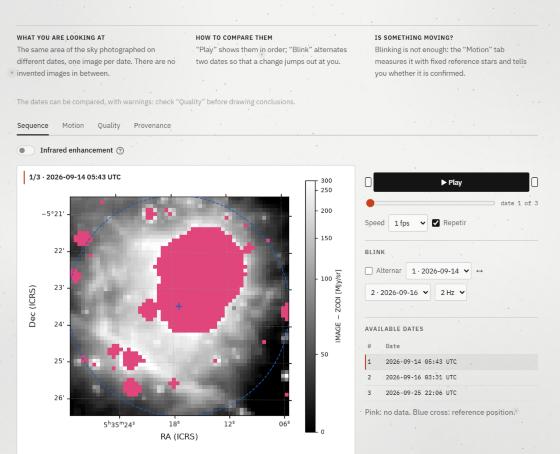 WHAT YOU ARE LOOKING AT
The same area of the sky photographed on
different dates, one image per date. There are no
invented images in between.
HOW TO COMPARE THEM
"Play" shows them in order; "Blink" alternates
two dates so that a change jumps out at you.
IS SOMETHING MOVING?
Blinking is not enough: the "Motion" tab
measures it with fixed reference stars and tells
you whether it is confirmed.
The dates can be compared, with warnings: check "Quality" before drawing conclusions.
Sequence Motion Quality Provenance
Infrared enhancement ?
1/3 · 2026-09-14 05:43 UTC
−5°21'
22'
23'
24'
25'
26'
Dec (ICRS)
5ʰ35ᵐ24ˢ 18ˢ 12ˢ 06ˢ
RA (ICRS)
300
250
200
150
100
50
0
IMAGE − ZODI [MJy/sr]
▶ Play
date 1 of 3
Speed 1 fps Repetir
BLINK
Alternar 1 · 2026-09-14 ↔
2 · 2026-09-16 2 Hz
AVAILABLE DATES
# Date
1 2026-09-14 05:43 UTC
2 2026-09-16 03:31 UTC
3 2026-09-25 22:06 UTC
Pink: no data. Blue cross: reference position.